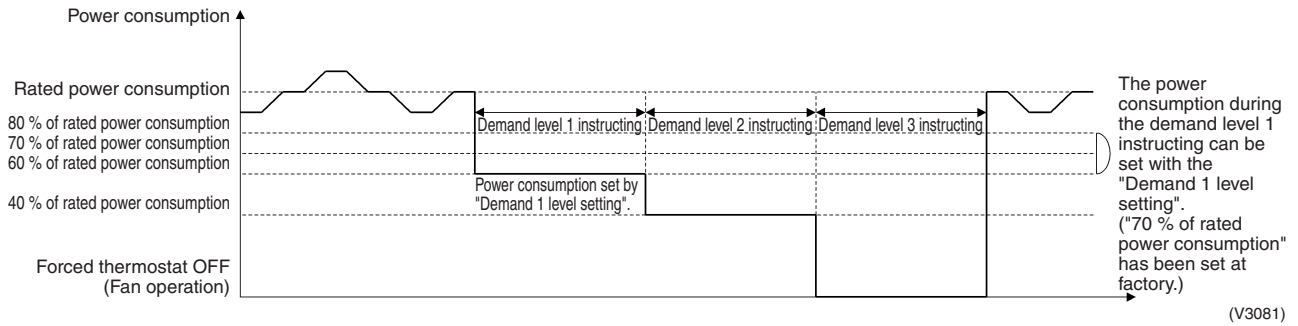 Power consumption
Rated power consumption
80 % of rated power consumption
70 % of rated power consumption
60 % of rated power consumption
40 % of rated power consumption
Forced thermostat OFF
(Fan operation)
Demand level 1 instructing
Demand level 2 instructing
Demand level 3 instructing
Power consumption set by
"Demand 1 level setting".
The power
consumption during
the demand level 1
instructing can be
set with the
"Demand 1 level
setting".
("70 % of rated
power consumption"
has been set at
factory.)
(V3081)